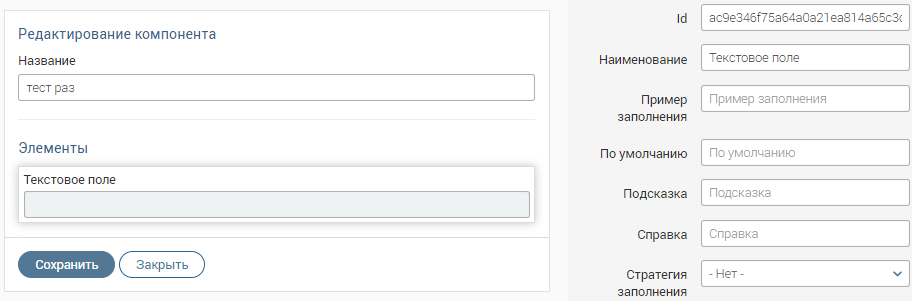 Редактирование компонента
Название
тест раз
Элементы
Текстовое поле
Сохранить
Закрыть
Id
ac9e346f75a64a0a21ea814a65c3c
Наименование
Текстовое поле
Пример
заполнения
Пример заполнения
По умолчанию
По умолчанию
Подсказка
Подсказка
Справка
Справка
Стратегия
заполнения
- Нет -